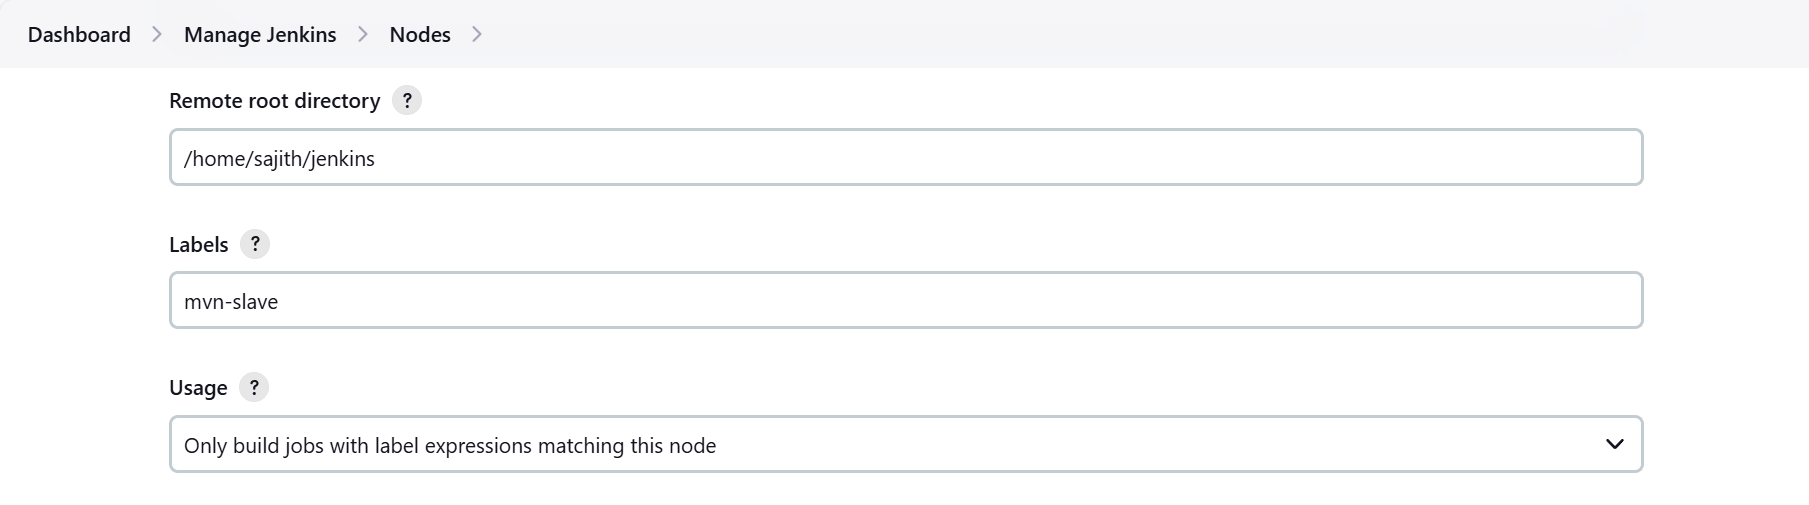 Dashboard > Manage Jenkins > Nodes >
Remote root directory ?
/home/sajith/jenkins
Labels ?
mvn-slave
Usage ?
Only build jobs with label expressions matching this node